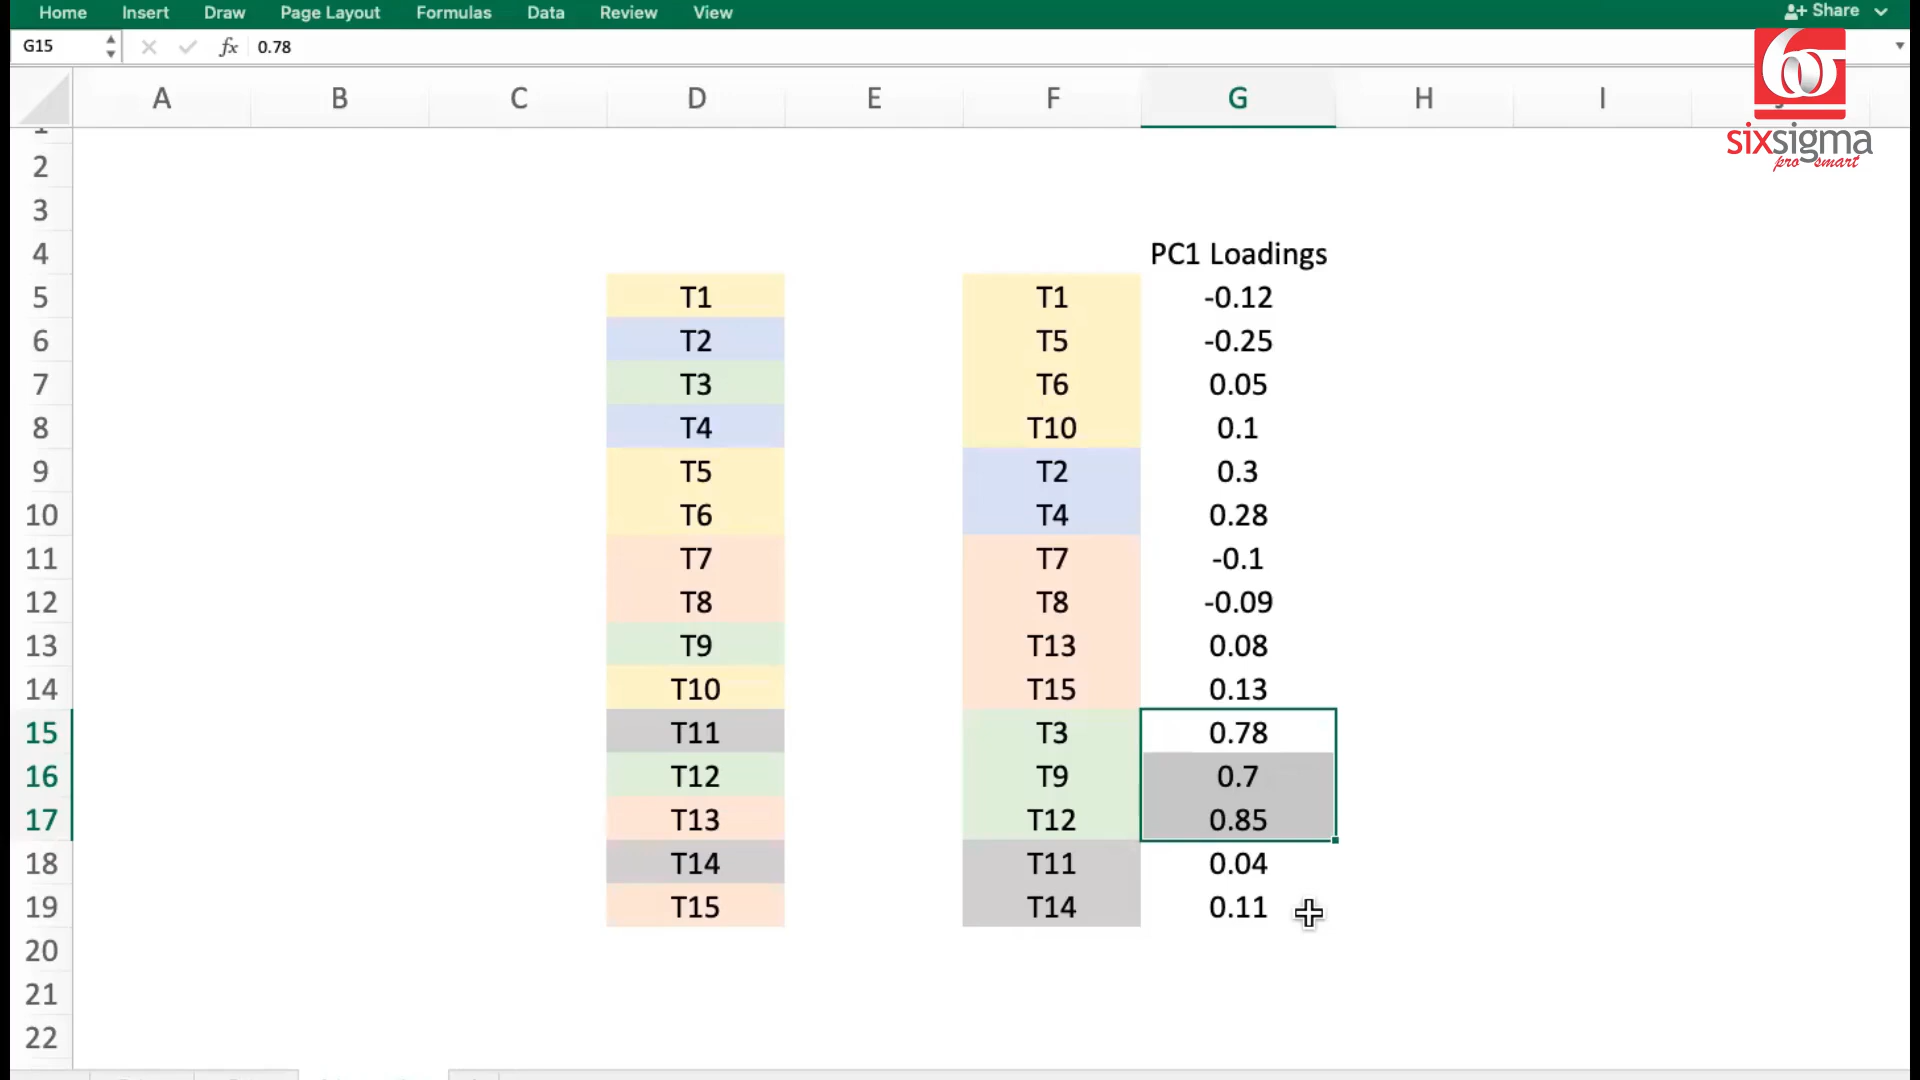 Home Insert Draw Page Layout Formulas Data Review View Share
G15 fx 0.78
A B C D E F G H I
sixsigma
pro smart
2
3
4 PC1 Loadings
5 T1 T1 -0.12
6 T2 T5 -0.25
7 T3 T6 0.05
8 T4 T10 0.1
9 T5 T2 0.3
10 T6 T4 0.28
11 T7 T7 -0.1
12 T8 T8 -0.09
13 T9 T13 0.08
14 T10 T15 0.13
15 T11 T3 0.78
16 T12 T9 0.7
17 T13 T12 0.85
18 T14 T11 0.04
19 T15 T14 0.11
20
21
22